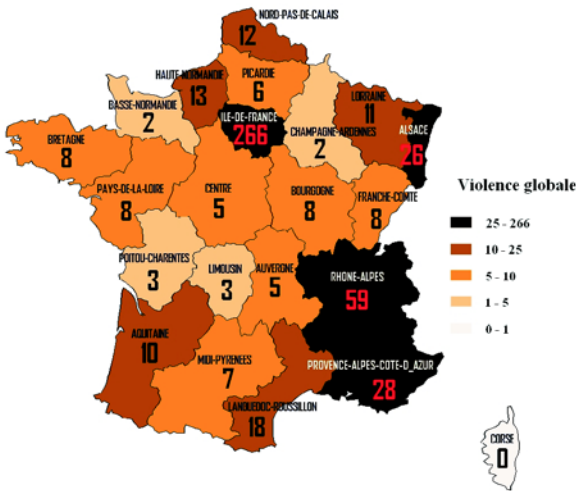 NORD-PAS-DE-CALAIS
12
HAUTE-NORMANDIE
13
PICARDIE
6
BASSE-NORMANDIE
2
ILE-DE-FRANCE
266
CHAMPAGNE-ARDENNES
2
LORRAINE
11
ALSACE
26
BRETAGNE
8
PAYS-DE-LA-LOIRE
8
CENTRE
5
BOURGOGNE
8
FRANCHE-COMTE
8
POITOU-CHARENTES
3
LIMOUSIN
3
AUVERGNE
5
RHONE-ALPES
59
AQUITAINE
10
MIDI-PYRENEES
7
LANGUEDOC-ROUSSILLON
18
PROVENCE-ALPES-COTE-D_AZUR
28
CORSE
0
Violence globale
25 - 266
10 - 25
5 - 10
1 - 5
0 - 1